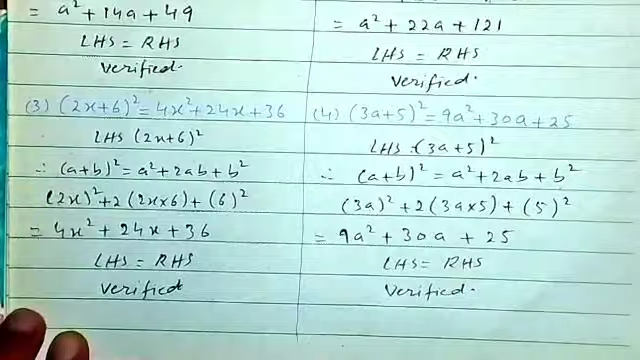 = a² + 14a + 49
LHS = RHS
Verified.
(3) (2x+6)² = 4x² + 24x + 36
LHS (2x+6)²
∴ (a+b)² = a² + 2ab + b²
(2x)² + 2 (2x×6) + (6)²
= 4x² + 24x + 36
LHS = RHS
Verified
= a² + 22a + 121
LHS = RHS
Verified.
(4) (3a+5)² = 9a² + 30a + 25
LHS - (3a+5)²
∴ (a+b)² = a² + 2ab + b²
(3a)² + 2 (3a×5) + (5)²
= 9a² + 30a + 25
LHS = RHS
Verified.